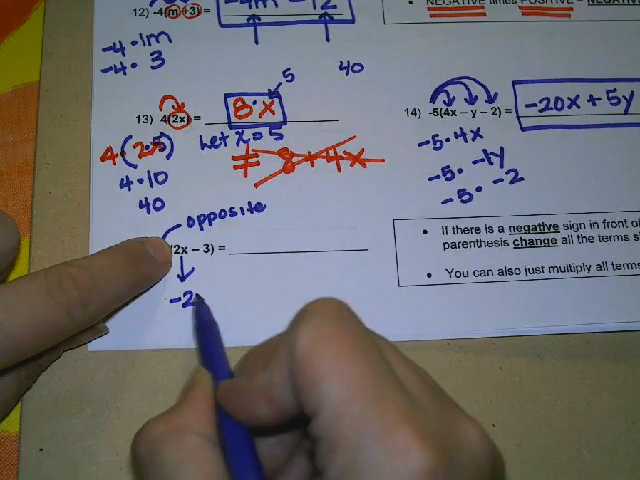 12) -4(m +3) = -4m -12
-4 · 1m
-4 · 3
NEGATIVE times POSITIVE = NEGATIVE
5
40
13) 4(2x) = 8·x
Let x = 5
4·(2·5)
4·10
40
≠ 8+4x
14) -5(4x – y – 2) = -20x + 5y
-5· 4x
-5· -1y
-5· -2
opposite
(2x – 3) =
-2
• If there is a negative sign in front of
parenthesis change all the terms
• You can also just multiply all terms